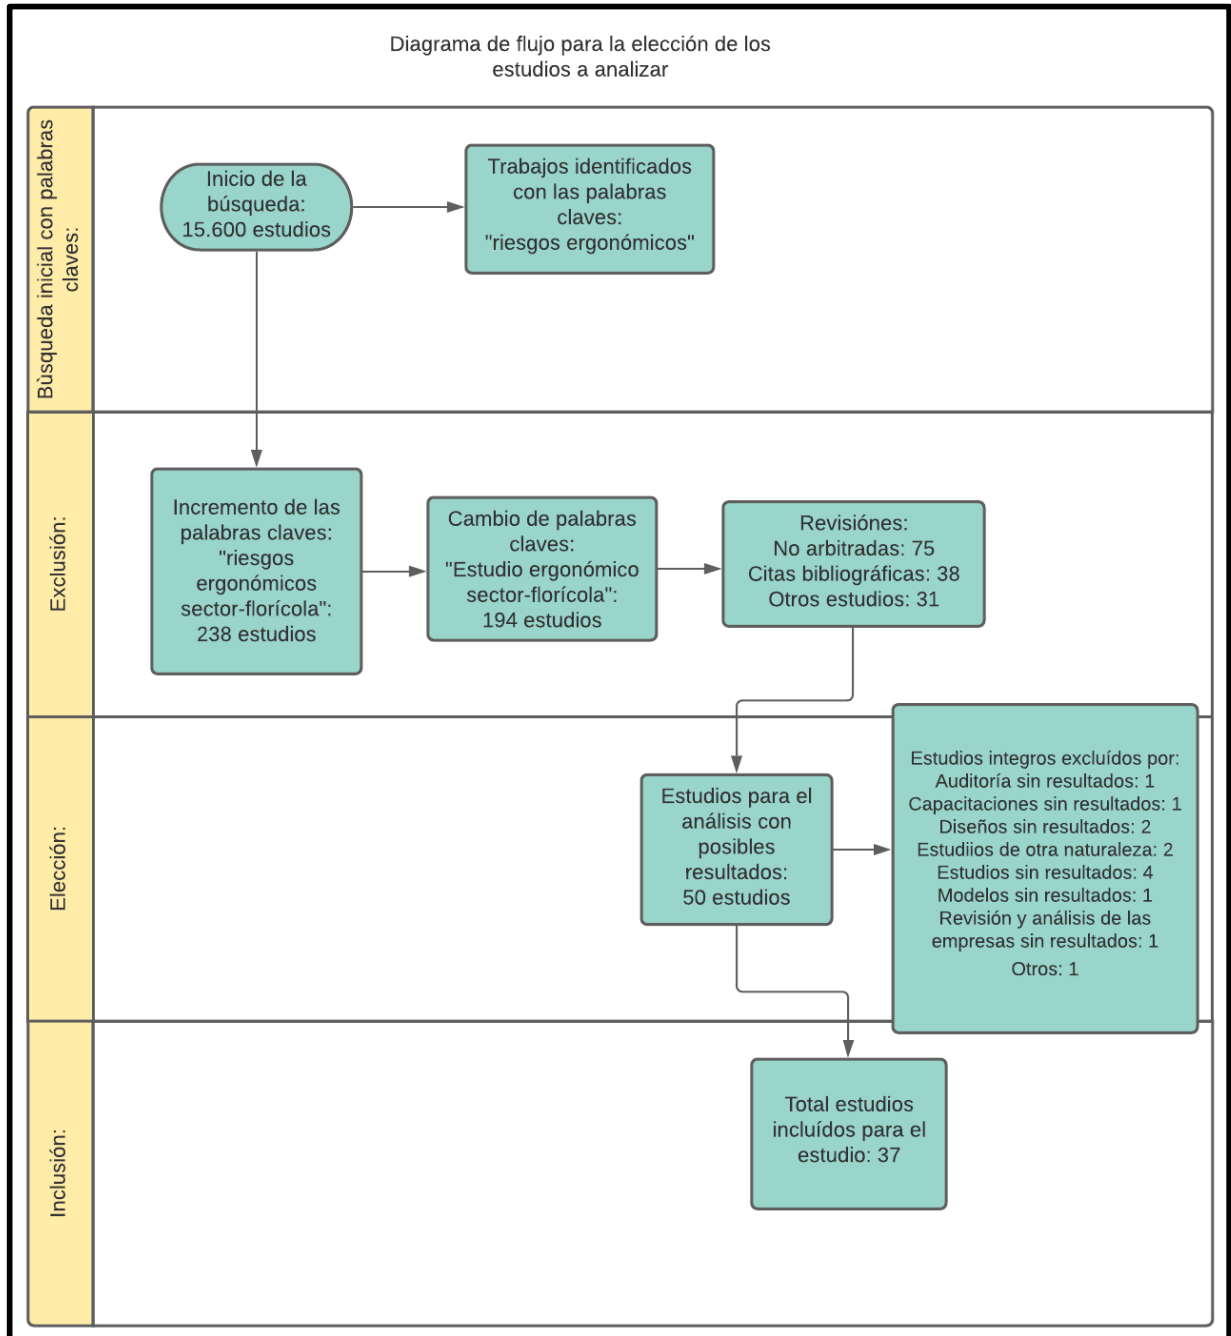 Diagrama de flujo para la elección de los
estudios a analizar
Bùsqueda inicial con palabras
claves:
Inicio de la
búsqueda:
15.600 estudios
Trabajos identificados
con las palabras
claves:
"riesgos ergonómicos"
Exclusión:
Incremento de las
palabras claves:
"riesgos
ergonómicos
sector-florícola":
238 estudios
Cambio de palabras
claves:
"Estudio ergonómico
sector-florícola":
194 estudios
Revisiónes:
No arbitradas: 75
Citas bibliográficas: 38
Otros estudios: 31
Elección:
Estudios para el
análisis con
posibles
resultados:
50 estudios
Estudios integros excluídos por:
Auditoría sin resultados: 1
Capacitaciones sin resultados: 1
Diseños sin resultados: 2
Estudiios de otra naturaleza: 2
Estudios sin resultados: 4
Modelos sin resultados: 1
Revisión y análisis de las
empresas sin resultados: 1
Otros: 1
Inclusión:
Total estudios
incluídos para el
estudio: 37